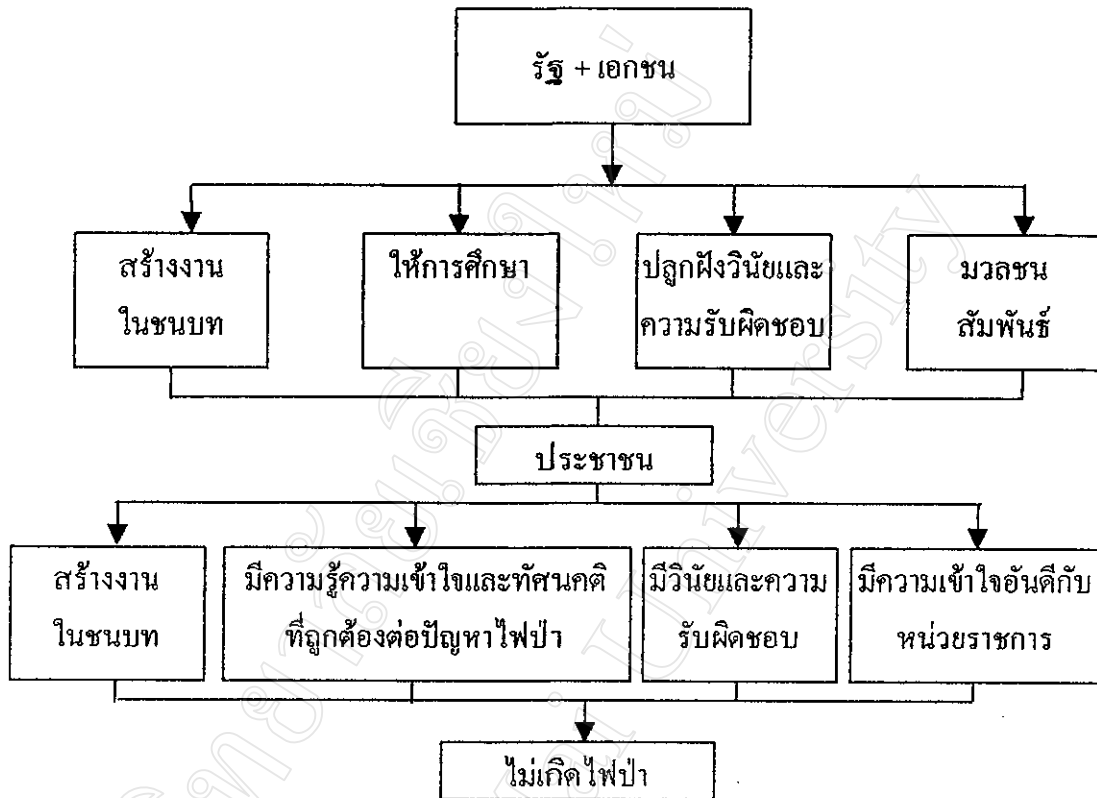 รัฐ + เอกชน
สร้างงาน
ในชนบท
ให้การศึกษา
ปลูกฝังวินัยและ
ความรับผิดชอบ
มวลชน
สัมพันธ์
ประชาชน
สร้างงาน
ในชนบท
มีความรู้ความเข้าใจและทัศนคติ
ที่ถูกต้องต่อปัญหาไฟป่า
มีวินัยและความ
รับผิดชอบ
มีความเข้าใจอันดีกับ
หน่วยราชการ
ไม่เกิดไฟป่า
University